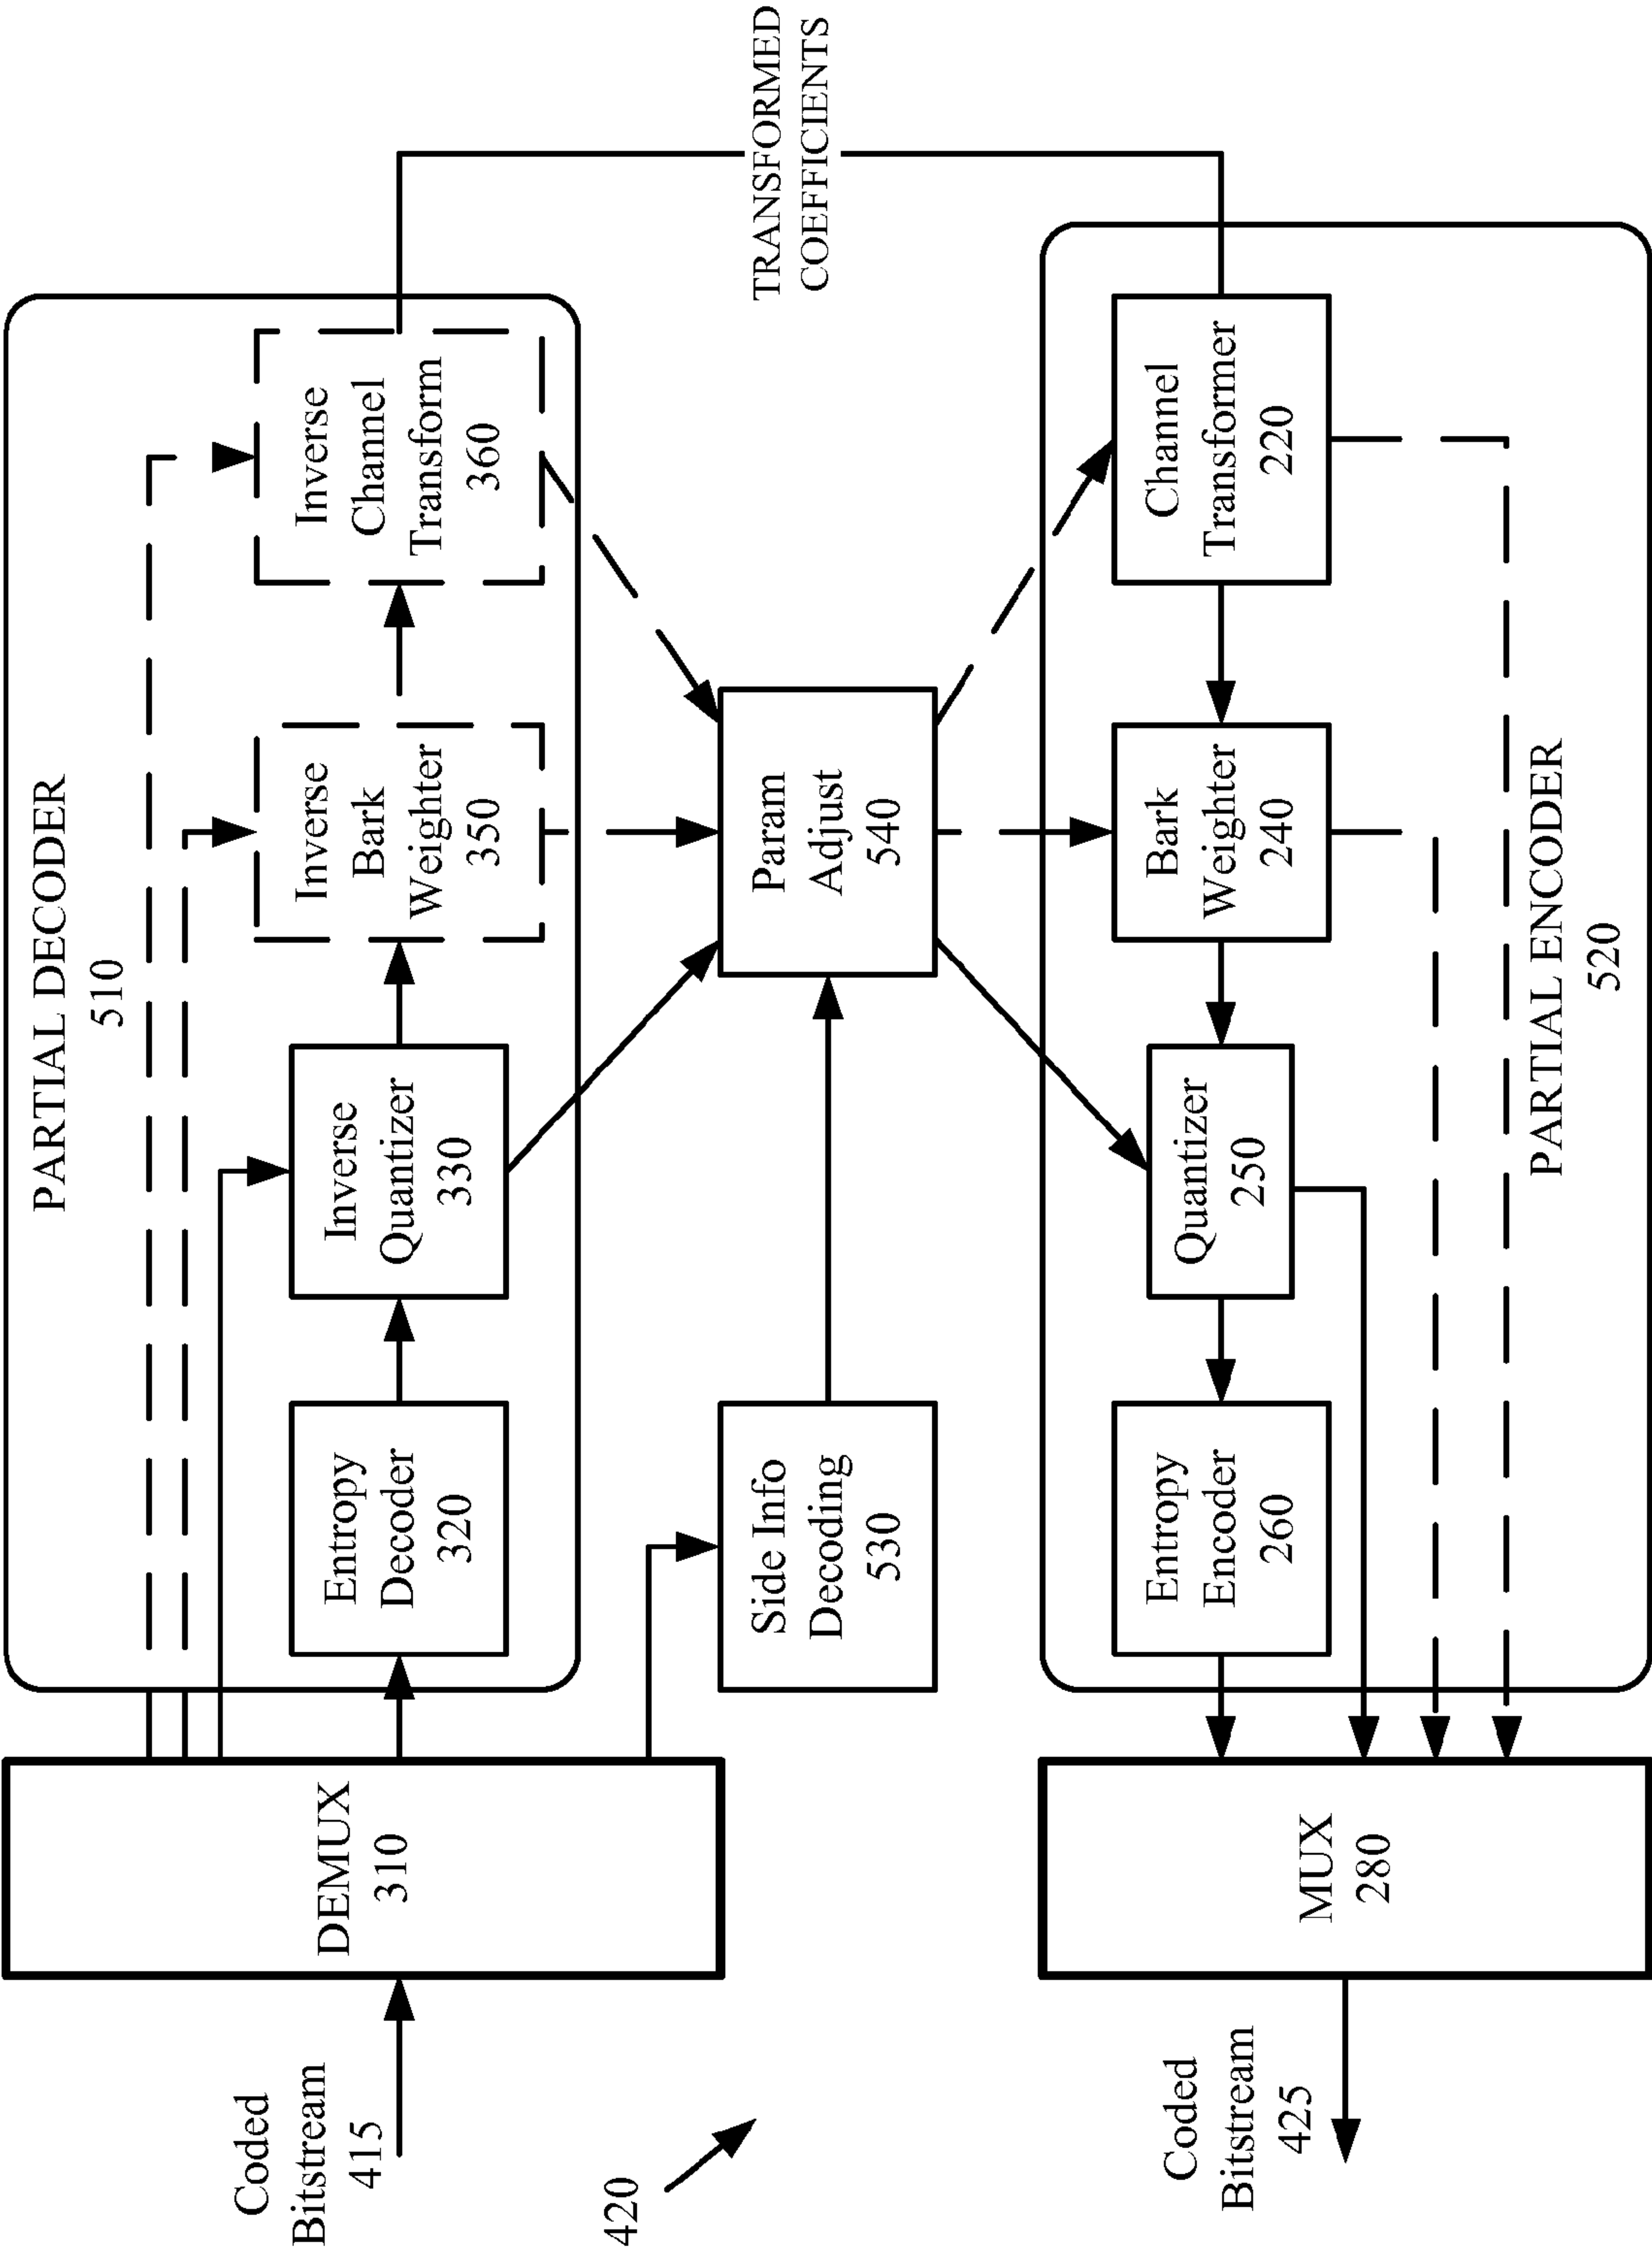 PARTIAL DECODER
510
Coded
Bitstream
415
DEMUX
310
Entropy
Decoder
320
Inverse
Quantizer
330
Inverse
Bark
Weighter
350
Inverse
Channel
Transform
360
420
Side Info
Decoding
530
Param
Adjust
540
TRANSFORMED
COEFFICIENTS
Coded
Bitstream
425
MUX
280
Entropy
Encoder
260
Quantizer
250
Bark
Weighter
240
Channel
Transformer
220
PARTIAL ENCODER
520